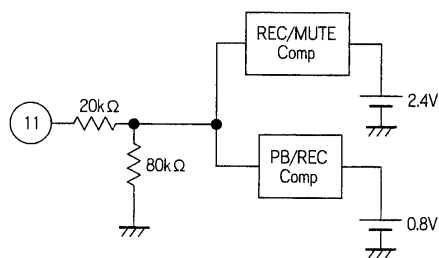 REC/MUTE
Comp
20kΩ
11
2.4V
80kΩ
PB/REC
Comp
0.8V